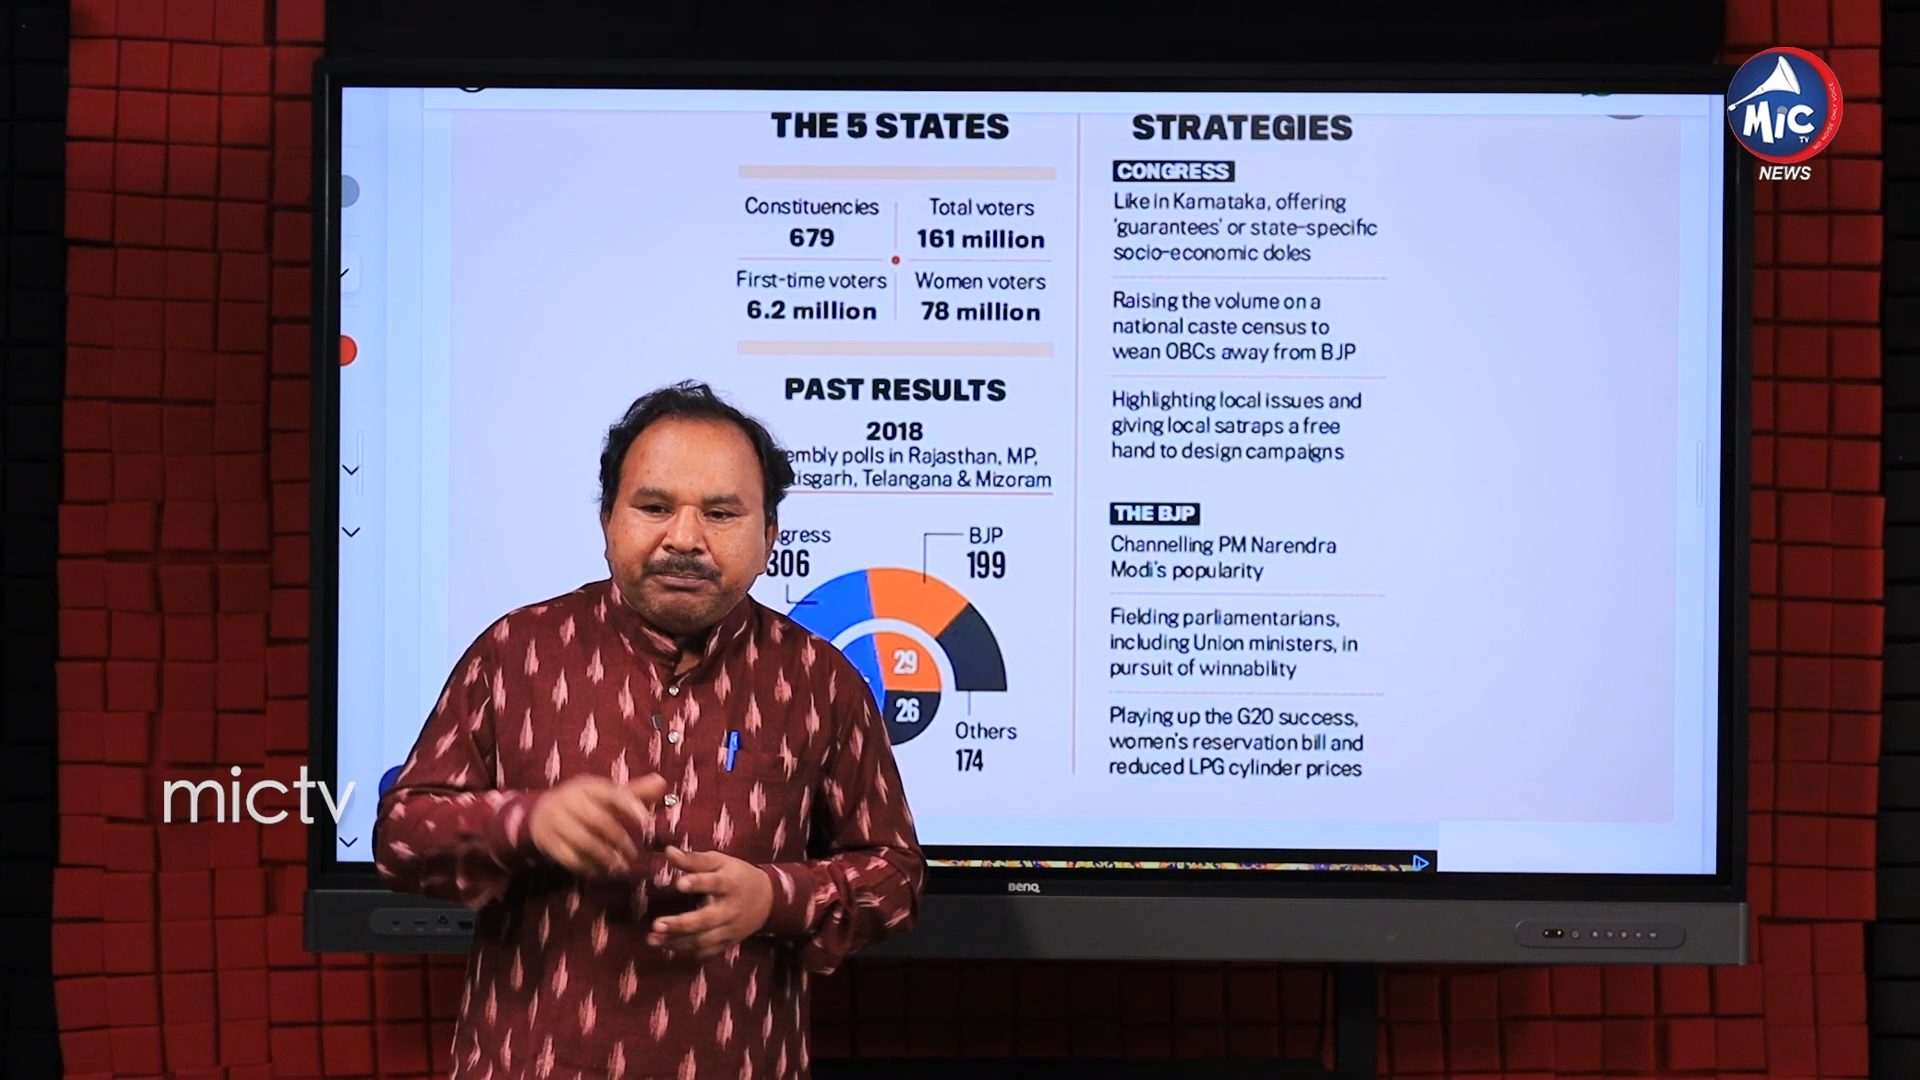 THE 5 STATES
Constituencies
679
Total voters
161 million
First-time voters
6.2 million
Women voters
78 million
PAST RESULTS
2018
embly polls in Rajasthan, MP,
tisgarh, Telangana & Mizoram
gress
306
BJP
199
29
26
Others
174
STRATEGIES
CONGRESS
Like in Karnataka, offering
'guarantees' or state-specific
socio-economic doles
Raising the volume on a
national caste census to
wean OBCs away from BJP
Highlighting local issues and
giving local satraps a free
hand to design campaigns
THE BJP
Channelling PM Narendra
Modi's popularity
Fielding parliamentarians,
including Union ministers, in
pursuit of winnability
Playing up the G20 success,
women's reservation bill and
reduced LPG cylinder prices
BenQ
MiC
TV
NO NOISE ONLY VOICE
NEWS
mictv